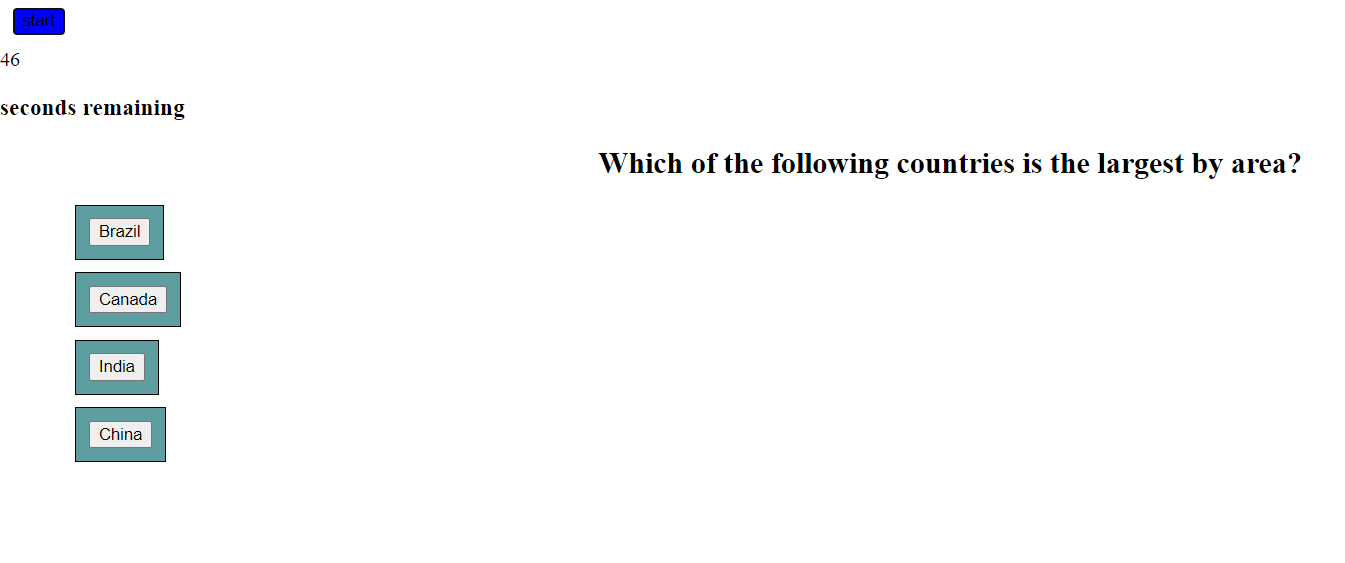 start
46
seconds remaining
Which of the following countries is the largest by area?
Brazil
Canada
India
China